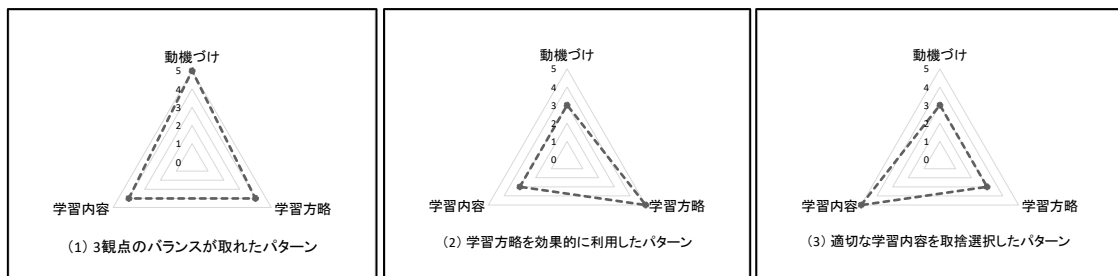 動機づけ
5
4
3
2
1
0
学習内容
学習方略
(1) 3観点のバランスが取れたパターン
動機づけ
5
4
3
2
1
0
学習内容
学習方略
(2) 学習方略を効果的に利用したパターン
動機づけ
5
4
3
2
1
0
学習内容
学習方略
(3) 適切な学習内容を取捨選択したパターン